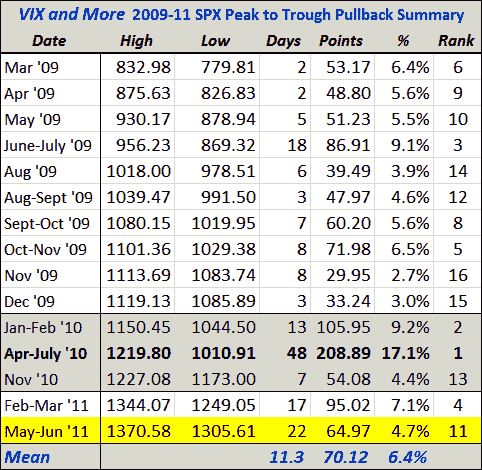 VIX and More 2009-11 SPX Peak to Trough Pullback Summary
Date High Low Days Points % Rank
Mar '09 832.98 779.81 2 53.17 6.4% 6
Apr '09 875.63 826.83 2 48.80 5.6% 9
May '09 930.17 878.94 5 51.23 5.5% 10
June-July '09 956.23 869.32 18 86.91 9.1% 3
Aug '09 1018.00 978.51 6 39.49 3.9% 14
Aug-Sept '09 1039.47 991.50 3 47.97 4.6% 12
Sept-Oct '09 1080.15 1019.95 7 60.20 5.6% 8
Oct-Nov '09 1101.36 1029.38 8 71.98 6.5% 5
Nov '09 1113.69 1083.74 8 29.95 2.7% 16
Dec '09 1119.13 1085.89 3 33.24 3.0% 15
Jan-Feb '10 1150.45 1044.50 13 105.95 9.2% 2
Apr-July '10 1219.80 1010.91 48 208.89 17.1% 1
Nov '10 1227.08 1173.00 7 54.08 4.4% 13
Feb-Mar '11 1344.07 1249.05 17 95.02 7.1% 4
May-Jun '11 1370.58 1305.61 22 64.97 4.7% 11
Mean 11.3 70.12 6.4%